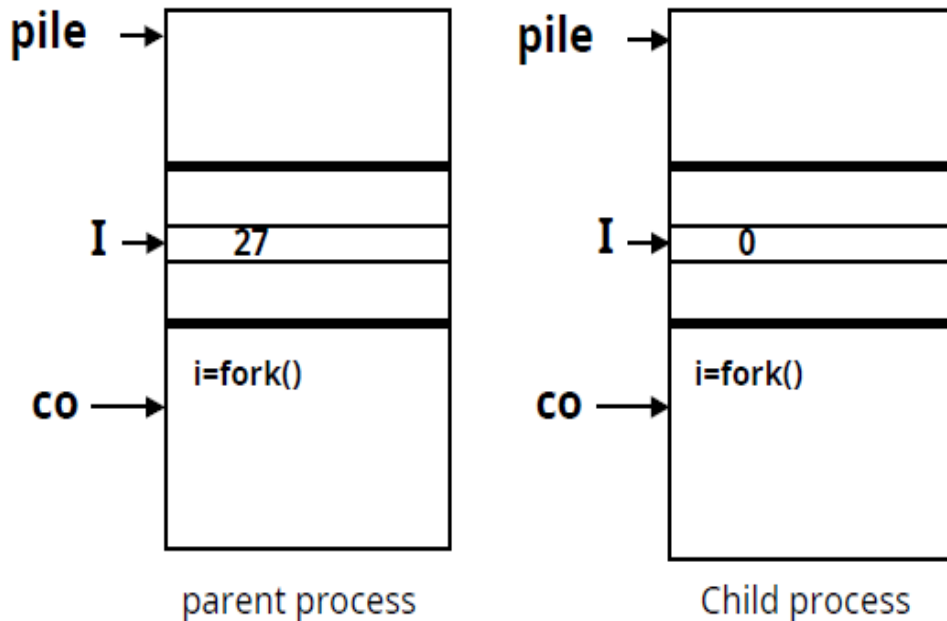 pile
I
27
i=fork()
co
parent process
pile
I
0
i=fork()
co
Child process